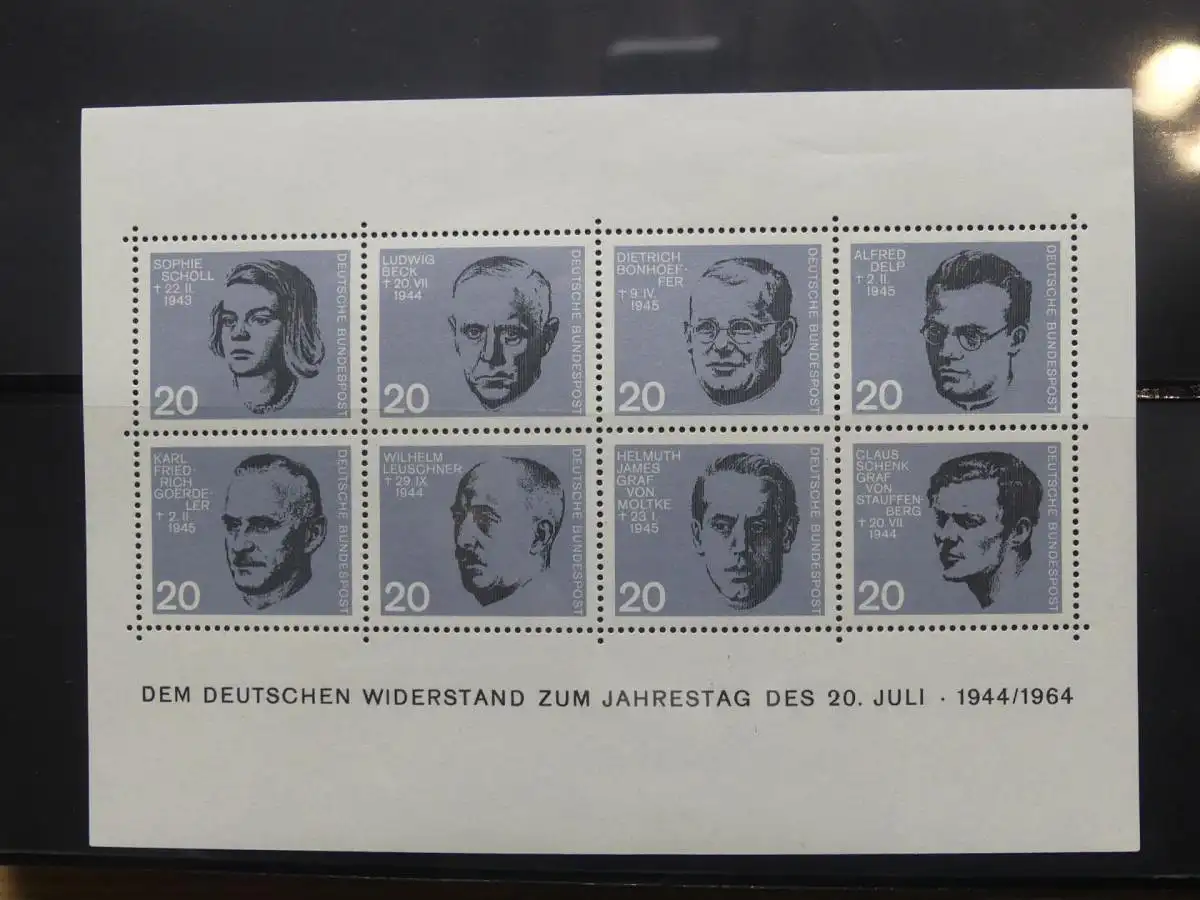 SOPHIE
SCHOLL
† 22. II.
1943
20
DEUTSCHE BUNDESPOST
LUDWIG
BECK
† 20. VII
1944
20
DEUTSCHE BUNDESPOST
DIETRICH
BONHOEF-
FER
† 9. IV.
1945
20
DEUTSCHE BUNDESPOST
ALFRED
DELP
† 2. II.
1945
20
DEUTSCHE BUNDESPOST
KARL
FRIED-
RICH
GOERDE-
LER
† 2. II.
1945
20
DEUTSCHE BUNDESPOST
WILHELM
LEUSCHNER
† 29. IX
1944
20
DEUTSCHE BUNDESPOST
HELMUTH
JAMES
GRAF
VON
MOLTKE
† 23. I.
1945
20
DEUTSCHE BUNDESPOST
CLAUS
SCHENK
GRAF
VON
STAUFFEN-
BERG
† 20. VII
1944
20
DEUTSCHE BUNDESPOST
DEM DEUTSCHEN WIDERSTAND ZUM JAHRESTAG DES 20. JULI · 1944/1964